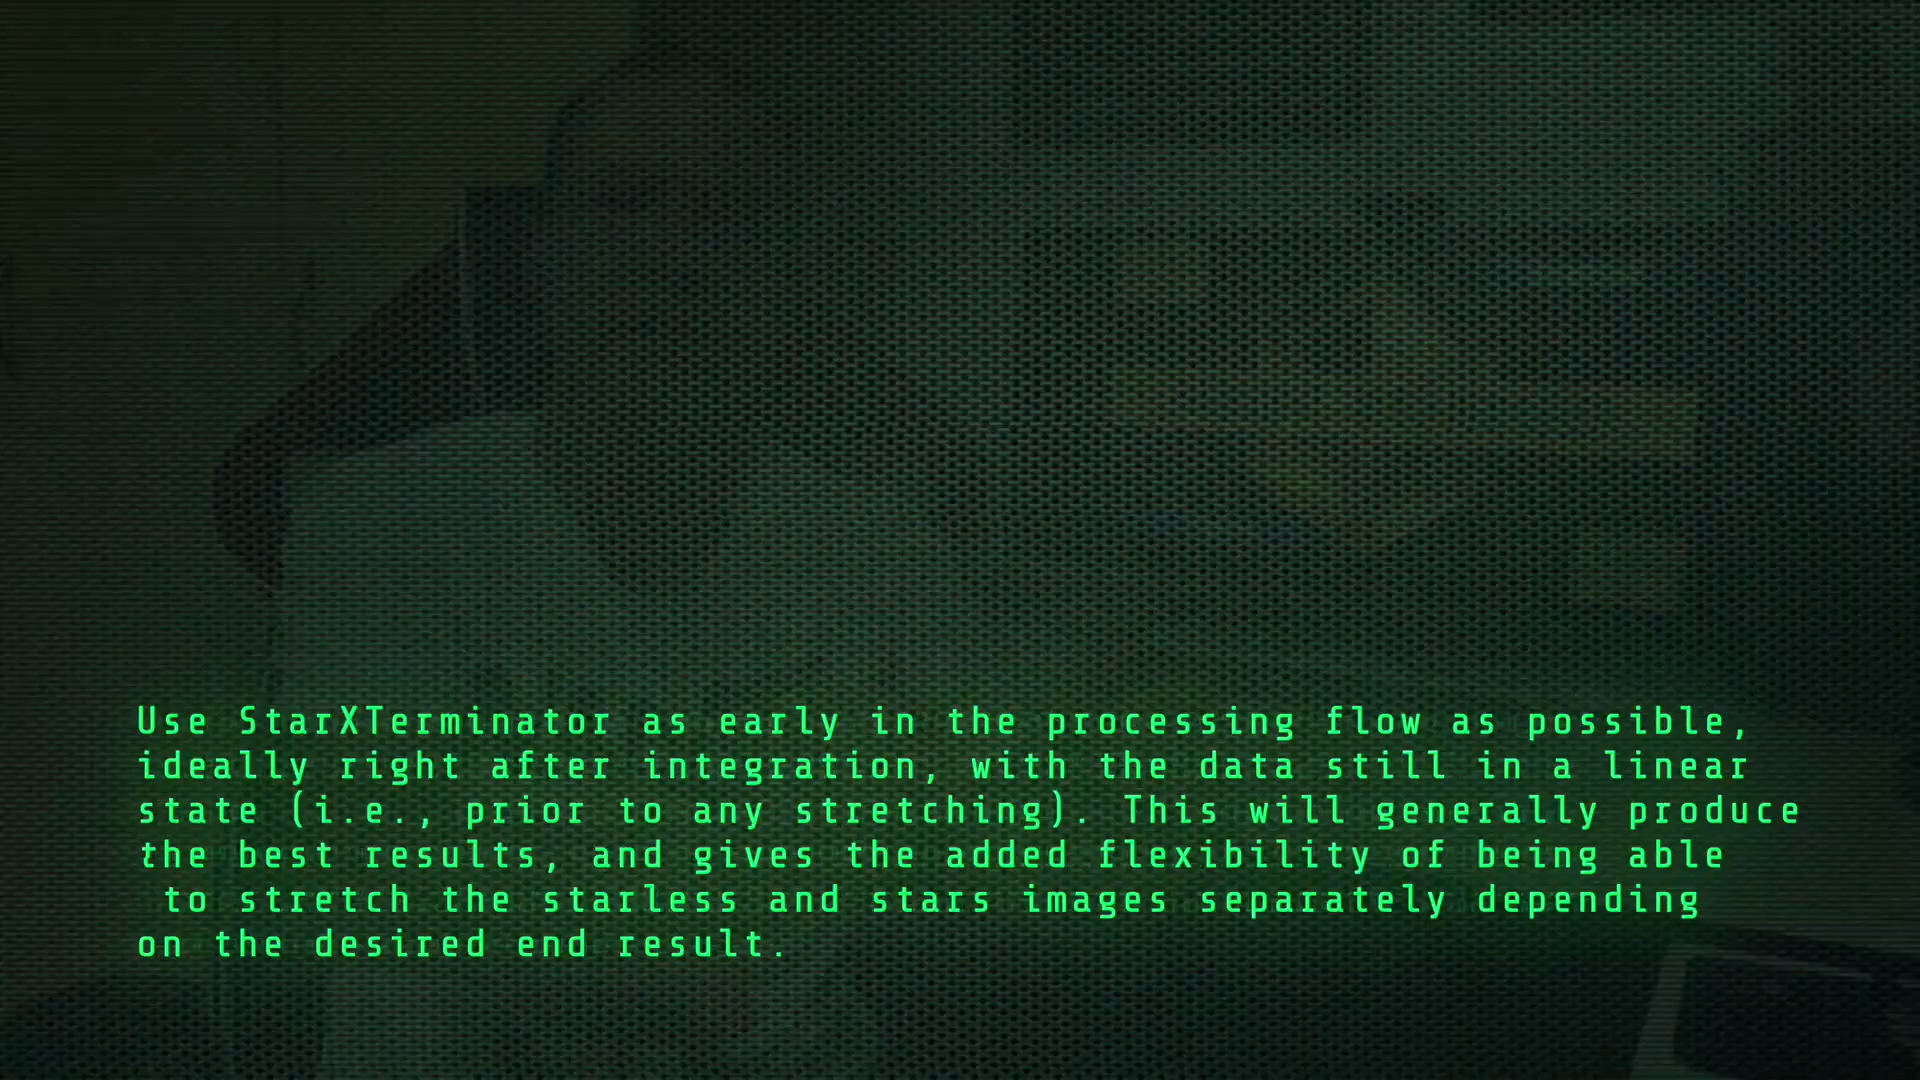 Use StarXTerminator as early in the processing flow as possible,
ideally right after integration, with the data still in a linear
state (i.e., prior to any stretching). This will generally produce
the best results, and gives the added flexibility of being able
to stretch the starless and stars images separately depending
on the desired end result.